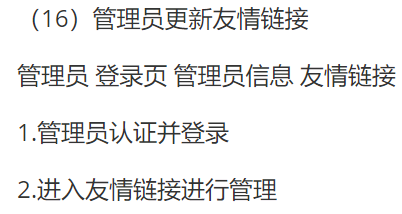 （16）管理员更新友情链接
管理员 登录页 管理员信息 友情链接
1.管理员认证并登录
2.进入友情链接进行管理